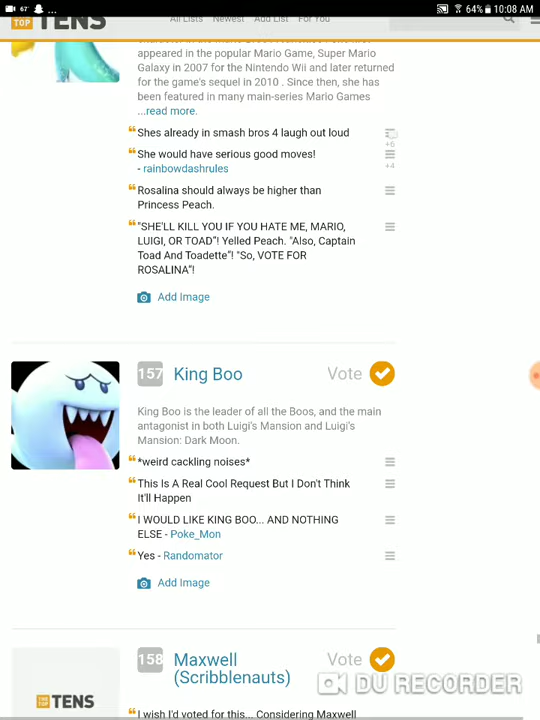 67°
...
64% 10:08 AM
THE TOP TENS All Lists Newest Add List For You
appeared in the popular Mario Game, Super Mario
Galaxy in 2007 for the Nintendo Wii and later returned
for the game's sequel in 2010 . Since then, she has
been featured in many main-series Mario Games
...read more.
❝ Shes already in smash bros 4 laugh out loud
+6
❝ She would have serious good moves!
- rainbowdashrules
+4
❝ Rosalina should always be higher than
Princess Peach.
❝ "SHE'LL KILL YOU IF YOU HATE ME, MARIO,
LUIGI, OR TOAD"! Yelled Peach. "Also, Captain
Toad And Toadette"! "So, VOTE FOR
ROSALINA"!
Add Image
157 King Boo Vote
King Boo is the leader of all the Boos, and the main
antagonist in both Luigi's Mansion and Luigi's
Mansion: Dark Moon.
❝ *weird cackling noises*
❝ This Is A Real Cool Request But I Don't Think
It'll Happen
❝ I WOULD LIKE KING BOO... AND NOTHING
ELSE - Poke_Mon
❝ Yes - Randomator
Add Image
158 Maxwell Vote
(Scribblenauts)
THE TOP TENS
DU RECORDER
❝ I wish I'd voted for this... Considering Maxwell